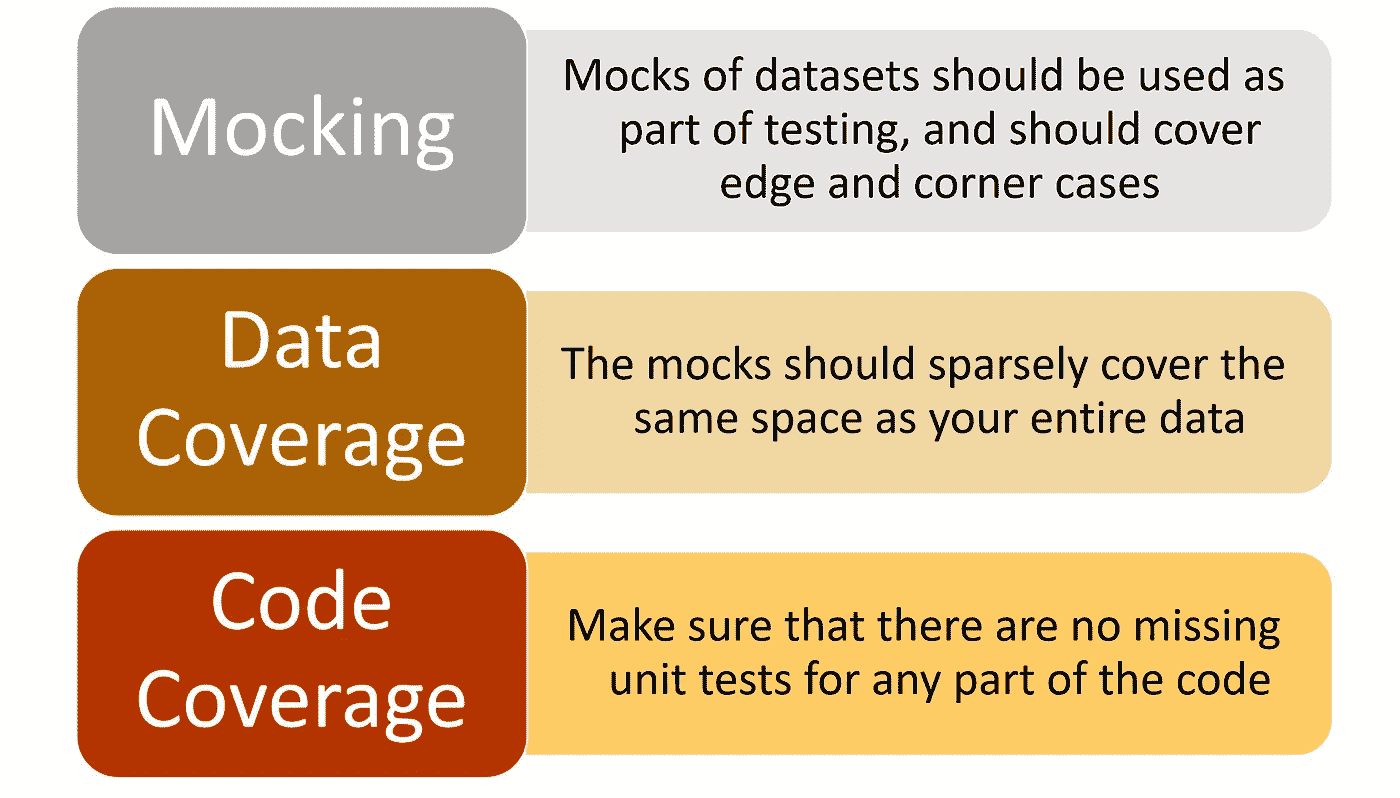 Mocking
Mocks of datasets should be used as
part of testing, and should cover
edge and corner cases
Data
Coverage
The mocks should sparsely cover the
same space as your entire data
Code
Coverage
Make sure that there are no missing
unit tests for any part of the code